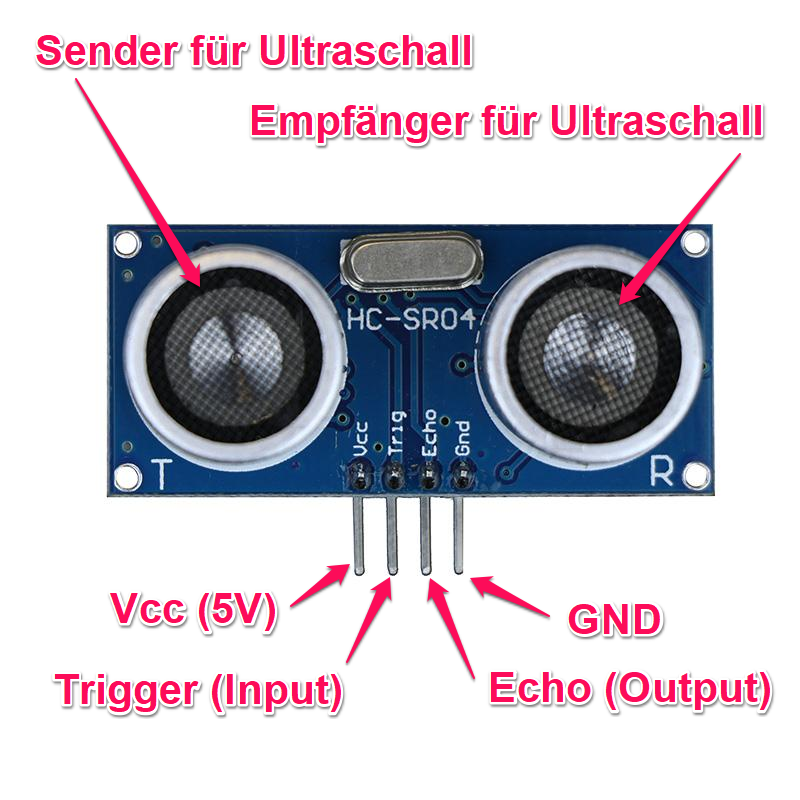 Sender für Ultraschall
Empfänger für Ultraschall
HC-SR04
Vcc
Trig
Echo
Gnd
T
R
Vcc (5V)
GND
Trigger (Input)
Echo (Output)